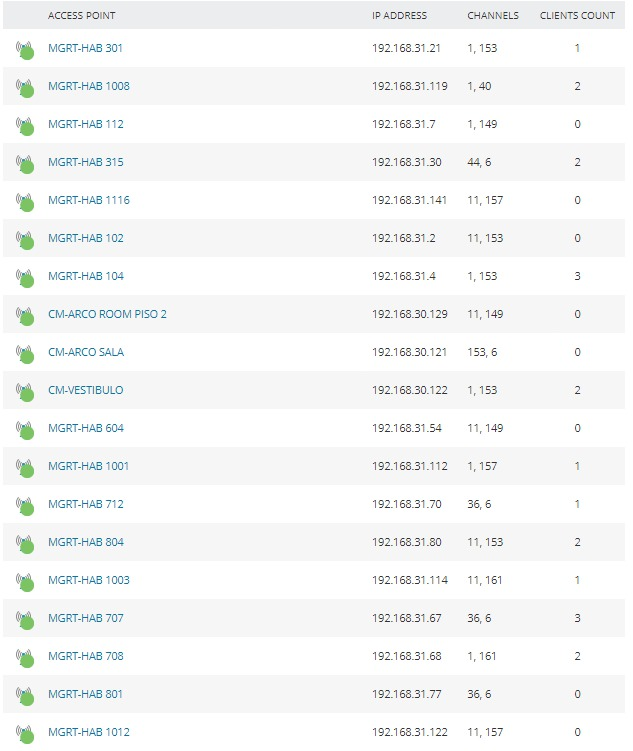 ACCESS POINT IP ADDRESS CHANNELS CLIENTS COUNT
MGRT-HAB 301 192.168.31.21 1, 153 1
MGRT-HAB 1008 192.168.31.119 1, 40 2
MGRT-HAB 112 192.168.31.7 1, 149 0
MGRT-HAB 315 192.168.31.30 44, 6 2
MGRT-HAB 1116 192.168.31.141 11, 157 0
MGRT-HAB 102 192.168.31.2 11, 153 0
MGRT-HAB 104 192.168.31.4 1, 153 3
CM-ARCO ROOM PISO 2 192.168.30.129 11, 149 0
CM-ARCO SALA 192.168.30.121 153, 6 0
CM-VESTIBULO 192.168.30.122 1, 153 2
MGRT-HAB 604 192.168.31.54 11, 149 0
MGRT-HAB 1001 192.168.31.112 1, 157 1
MGRT-HAB 712 192.168.31.70 36, 6 1
MGRT-HAB 804 192.168.31.80 11, 153 2
MGRT-HAB 1003 192.168.31.114 11, 161 1
MGRT-HAB 707 192.168.31.67 36, 6 3
MGRT-HAB 708 192.168.31.68 1, 161 2
MGRT-HAB 801 192.168.31.77 36, 6 0
MGRT-HAB 1012 192.168.31.122 11, 157 0